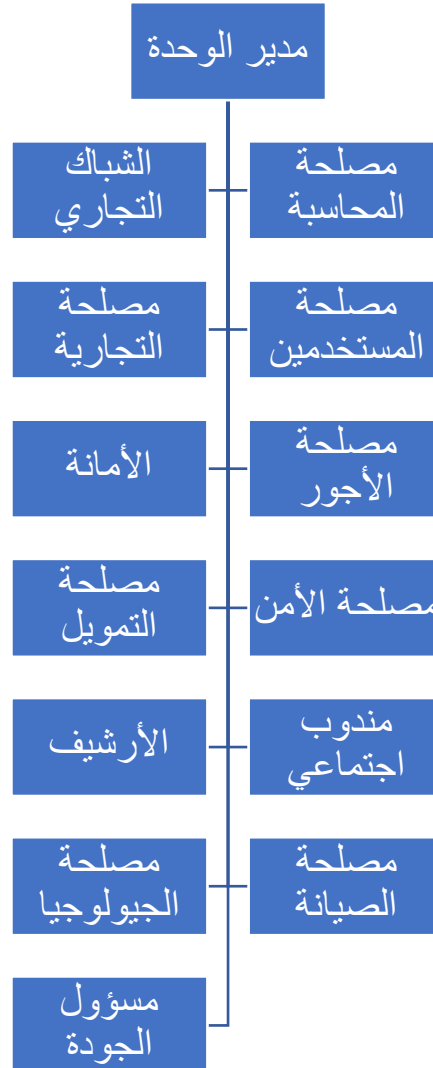 مدير الوحدة
مصلحة
المحاسبة
الشباك
التجاري
مصلحة
المستخدمين
مصلحة
التجارية
مصلحة
الأجور
الأمانة
مصلحة الأمن
مصلحة
التمويل
مندوب
اجتماعي
الأرشيف
مصلحة
الصيانة
مصلحة
الجيولوجيا
مسؤول
الجودة